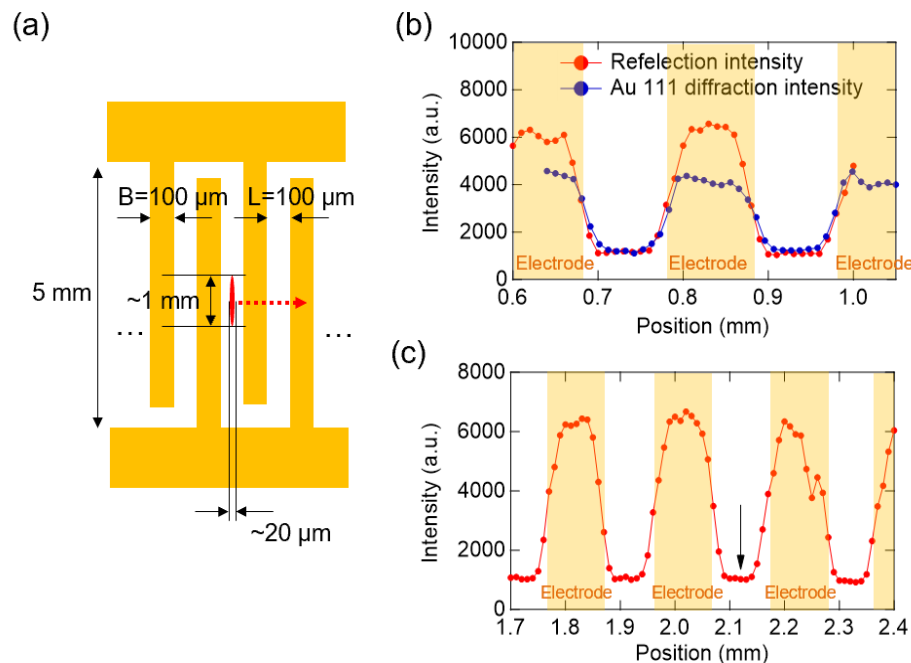 (a)
B=100 µm
L=100 µm
5 mm
~1 mm
...
...
~20 µm
(b)
10000
8000
6000
4000
2000
0
Intensity (a.u.)
Refelection intensity
Au 111 diffraction intensity
Electrode
Electrode
Electrode
0.6 0.7 0.8 0.9 1.0
Position (mm)
(c)
8000
6000
4000
2000
0
Intensity (a.u.)
Electrode
Electrode
Electrode
1.7 1.8 1.9 2.0 2.1 2.2 2.3 2.4
Position (mm)